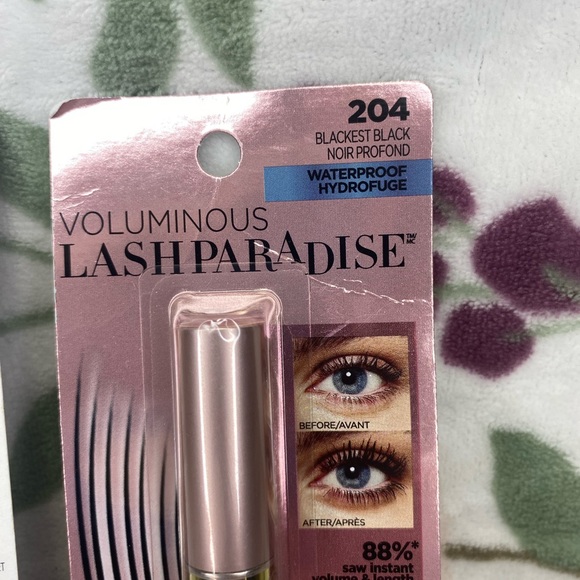 204
BLACKEST BLACK
NOIR PROFOND
WATERPROOF
HYDROFUGE
VOLUMINOUS
LASH PARADISE TM/MC
BEFORE/AVANT
AFTER/APRÈS
88%*
saw instant
volume & length